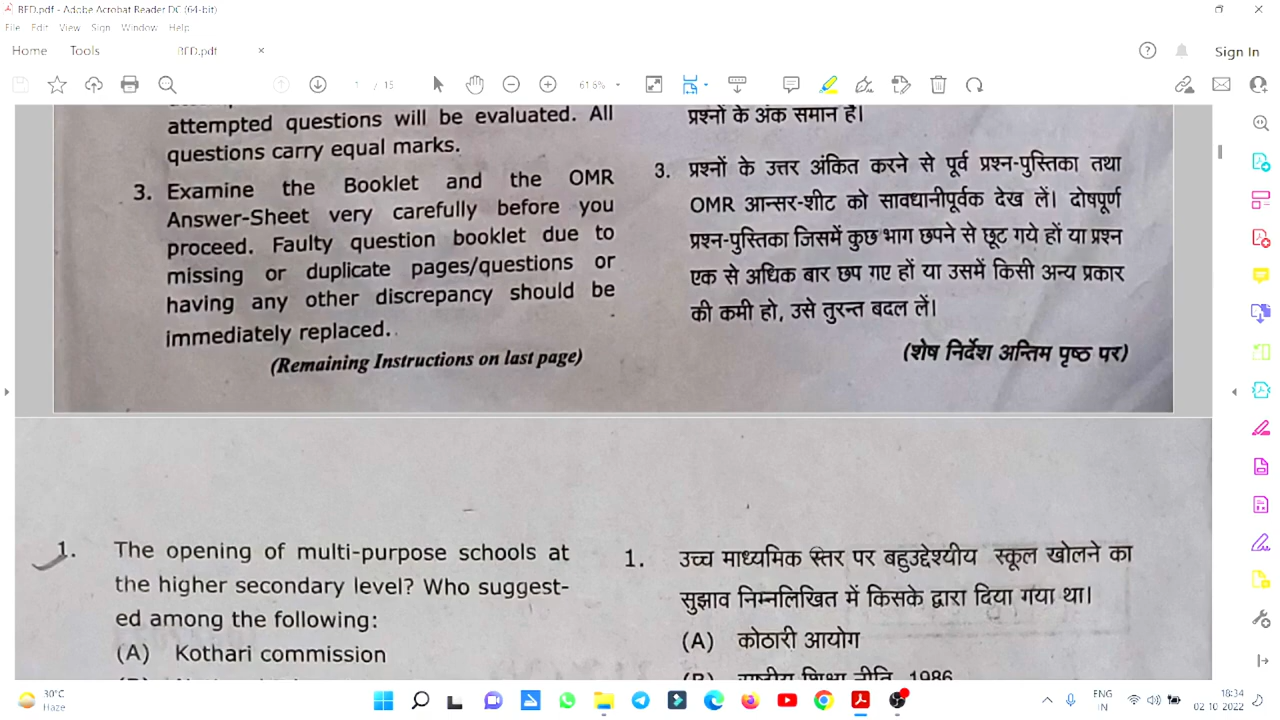 BED.pdf - Adobe Acrobat Reader DC (64-bit)
File Edit View Sign Window Help
Home Tools BED.pdf × Sign In
1 / 15 61.6%
attempted questions will be evaluated. All
questions carry equal marks.
3. Examine the Booklet and the OMR
Answer-Sheet very carefully before you
proceed. Faulty question booklet due to
missing or duplicate pages/questions or
having any other discrepancy should be
immediately replaced.
(Remaining Instructions on last page)
प्रश्नों के अंक समान हैं।
3. प्रश्नों के उत्तर अंकित करने से पूर्व प्रश्न-पुस्तिका तथा
OMR आन्सर-शीट को सावधानीपूर्वक देख लें। दोषपूर्ण
प्रश्न-पुस्तिका जिसमें कुछ भाग छपने से छूट गये हों या प्रश्न
एक से अधिक बार छप गए हों या उसमें किसी अन्य प्रकार
की कमी हो, उसे तुरन्त बदल लें।
(शेष निर्देश अन्तिम पृष्ठ पर)
1. The opening of multi-purpose schools at
the higher secondary level? Who suggest-
ed among the following:
(A) Kothari commission
1. उच्च माध्यमिक स्तर पर बहुउद्देश्यीय स्कूल खोलने का
सुझाव निम्नलिखित में किसके द्वारा दिया गया था।
(A) कोठारी आयोग
1986
30°C
Haze
ENG
IN
18:34
02-10-2022